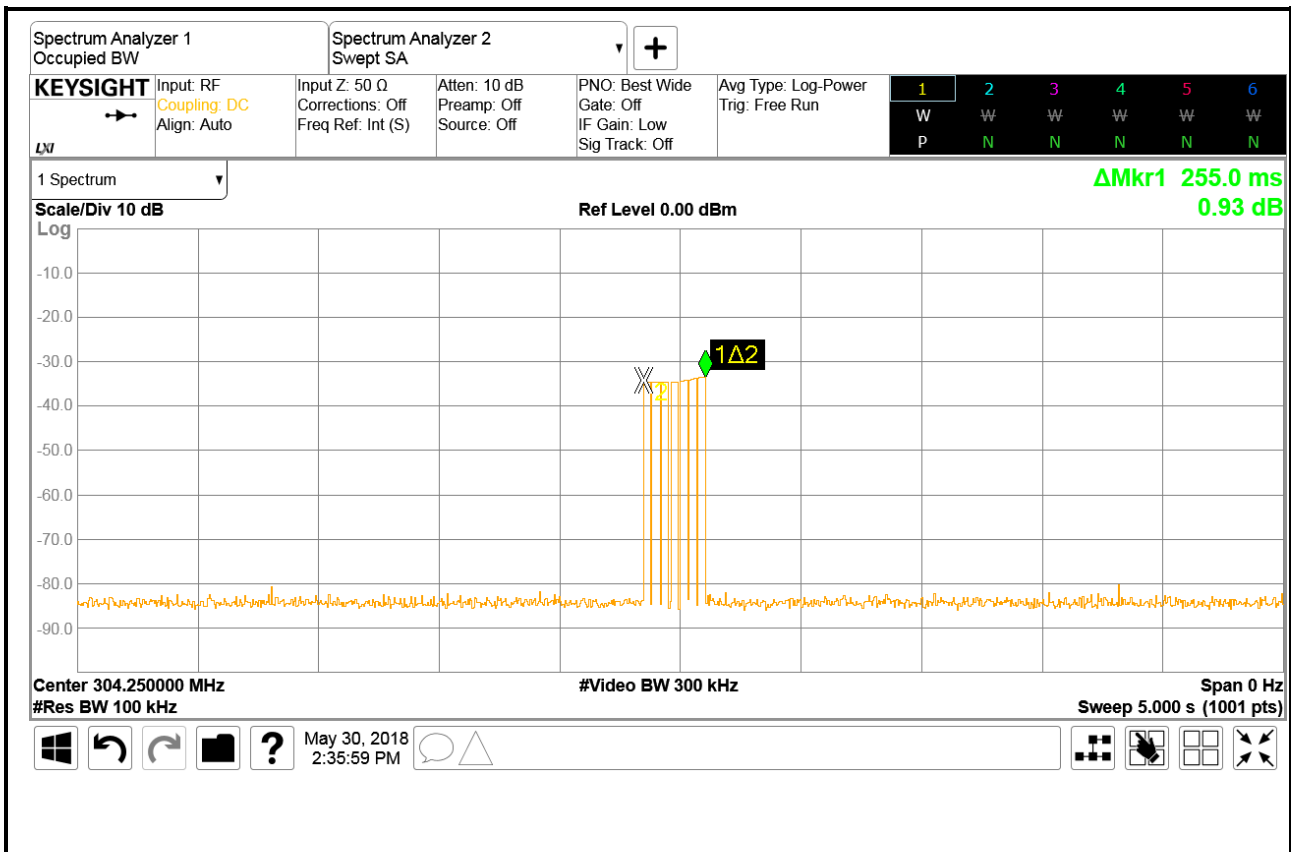 Spectrum Analyzer 1
Occupied BW
Spectrum Analyzer 2
Swept SA
KEYSIGHT
LXI
Input: RF
Coupling: DC
Align: Auto
Input Z: 50 Ω
Corrections: Off
Freq Ref: Int (S)
Atten: 10 dB
Preamp: Off
Source: Off
PNO: Best Wide
Gate: Off
IF Gain: Low
Sig Track: Off
Avg Type: Log-Power
Trig: Free Run
1 2 3 4 5 6
W W W W W W
P N N N N N
1 Spectrum
ΔMkr1 255.0 ms
0.93 dB
Scale/Div 10 dB
Ref Level 0.00 dBm
Log
-10.0
-20.0
-30.0
1Δ2
2
-40.0
-50.0
-60.0
-70.0
-80.0
-90.0
Center 304.250000 MHz
#Video BW 300 kHz
Span 0 Hz
#Res BW 100 kHz
Sweep 5.000 s (1001 pts)
?
May 30, 2018
2:35:59 PM